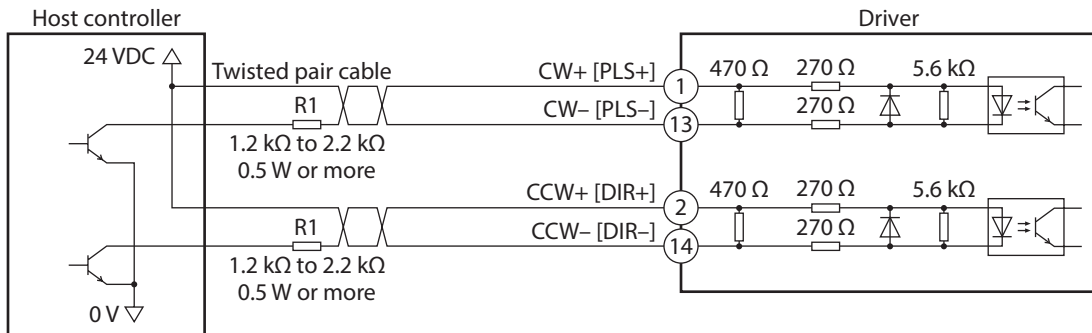 Host controller
Driver
24 VDC
Twisted pair cable
CW+ [PLS+]
1
470 Ω
270 Ω
5.6 kΩ
R1
CW– [PLS–]
13
270 Ω
1.2 kΩ to 2.2 kΩ
0.5 W or more
CCW+ [DIR+]
2
470 Ω
270 Ω
5.6 kΩ
R1
CCW– [DIR–]
14
270 Ω
1.2 kΩ to 2.2 kΩ
0.5 W or more
0 V